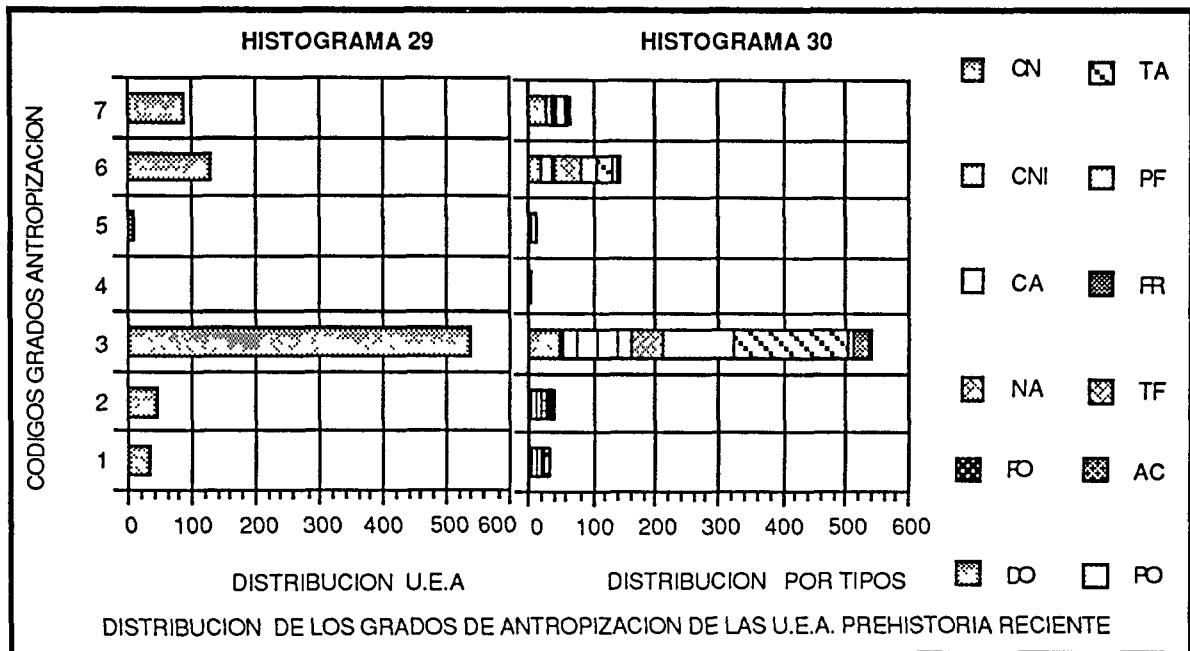 HISTOGRAMA 29
HISTOGRAMA 30
CODIGOS GRADOS ANTROPIZACION
7
6
5
4
3
2
1
0 100 200 300 400 500 600
0 100 200 300 400 500 600
DISTRIBUCION U.E.A
DISTRIBUCION POR TIPOS
CN TA
CNI PF
CA FR
NA TF
FO AC
DO PO
DISTRIBUCION DE LOS GRADOS DE ANTROPIZACION DE LAS U.E.A. PREHISTORIA RECIENTE